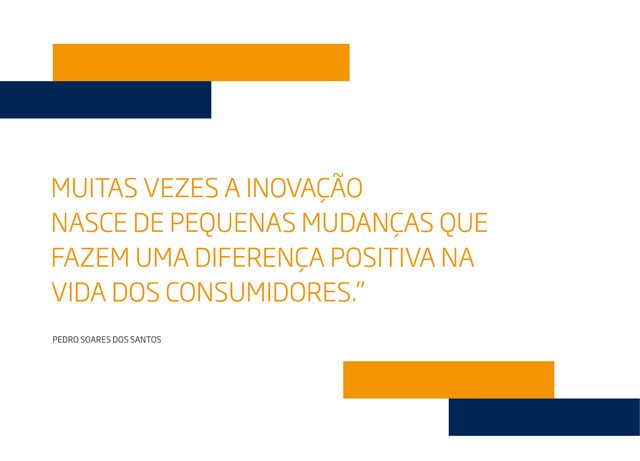 MUITAS VEZES A INOVAÇÃO
NASCE DE PEQUENAS MUDANÇAS QUE
FAZEM UMA DIFERENÇA POSITIVA NA
VIDA DOS CONSUMIDORES.”
PEDRO SOARES DOS SANTOS